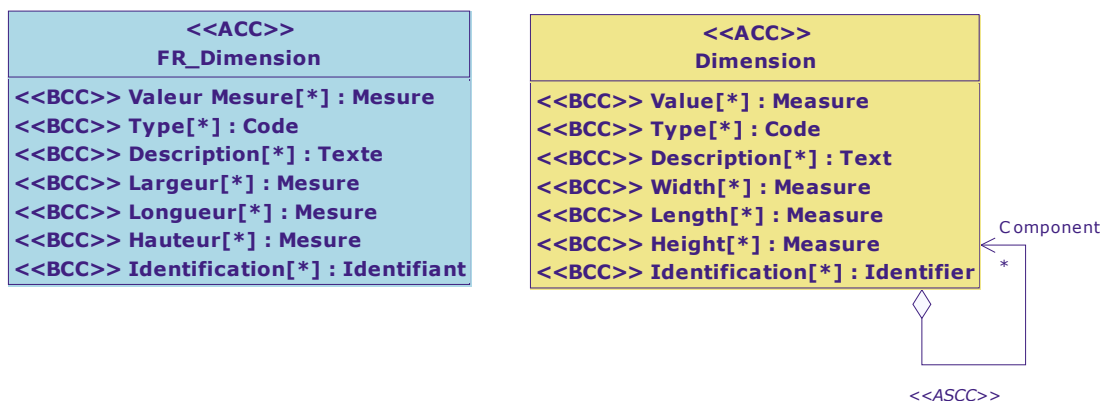 <<ACC>>
FR_Dimension
<<BCC>> Valeur Mesure[*] : Mesure
<<BCC>> Type[*] : Code
<<BCC>> Description[*] : Texte
<<BCC>> Largeur[*] : Mesure
<<BCC>> Longueur[*] : Mesure
<<BCC>> Hauteur[*] : Mesure
<<BCC>> Identification[*] : Identifiant
<<ACC>>
Dimension
<<BCC>> Value[*] : Measure
<<BCC>> Type[*] : Code
<<BCC>> Description[*] : Text
<<BCC>> Width[*] : Measure
<<BCC>> Length[*] : Measure
<<BCC>> Height[*] : Measure
<<BCC>> Identification[*] : Identifier
Component
*
<<ASCC>>